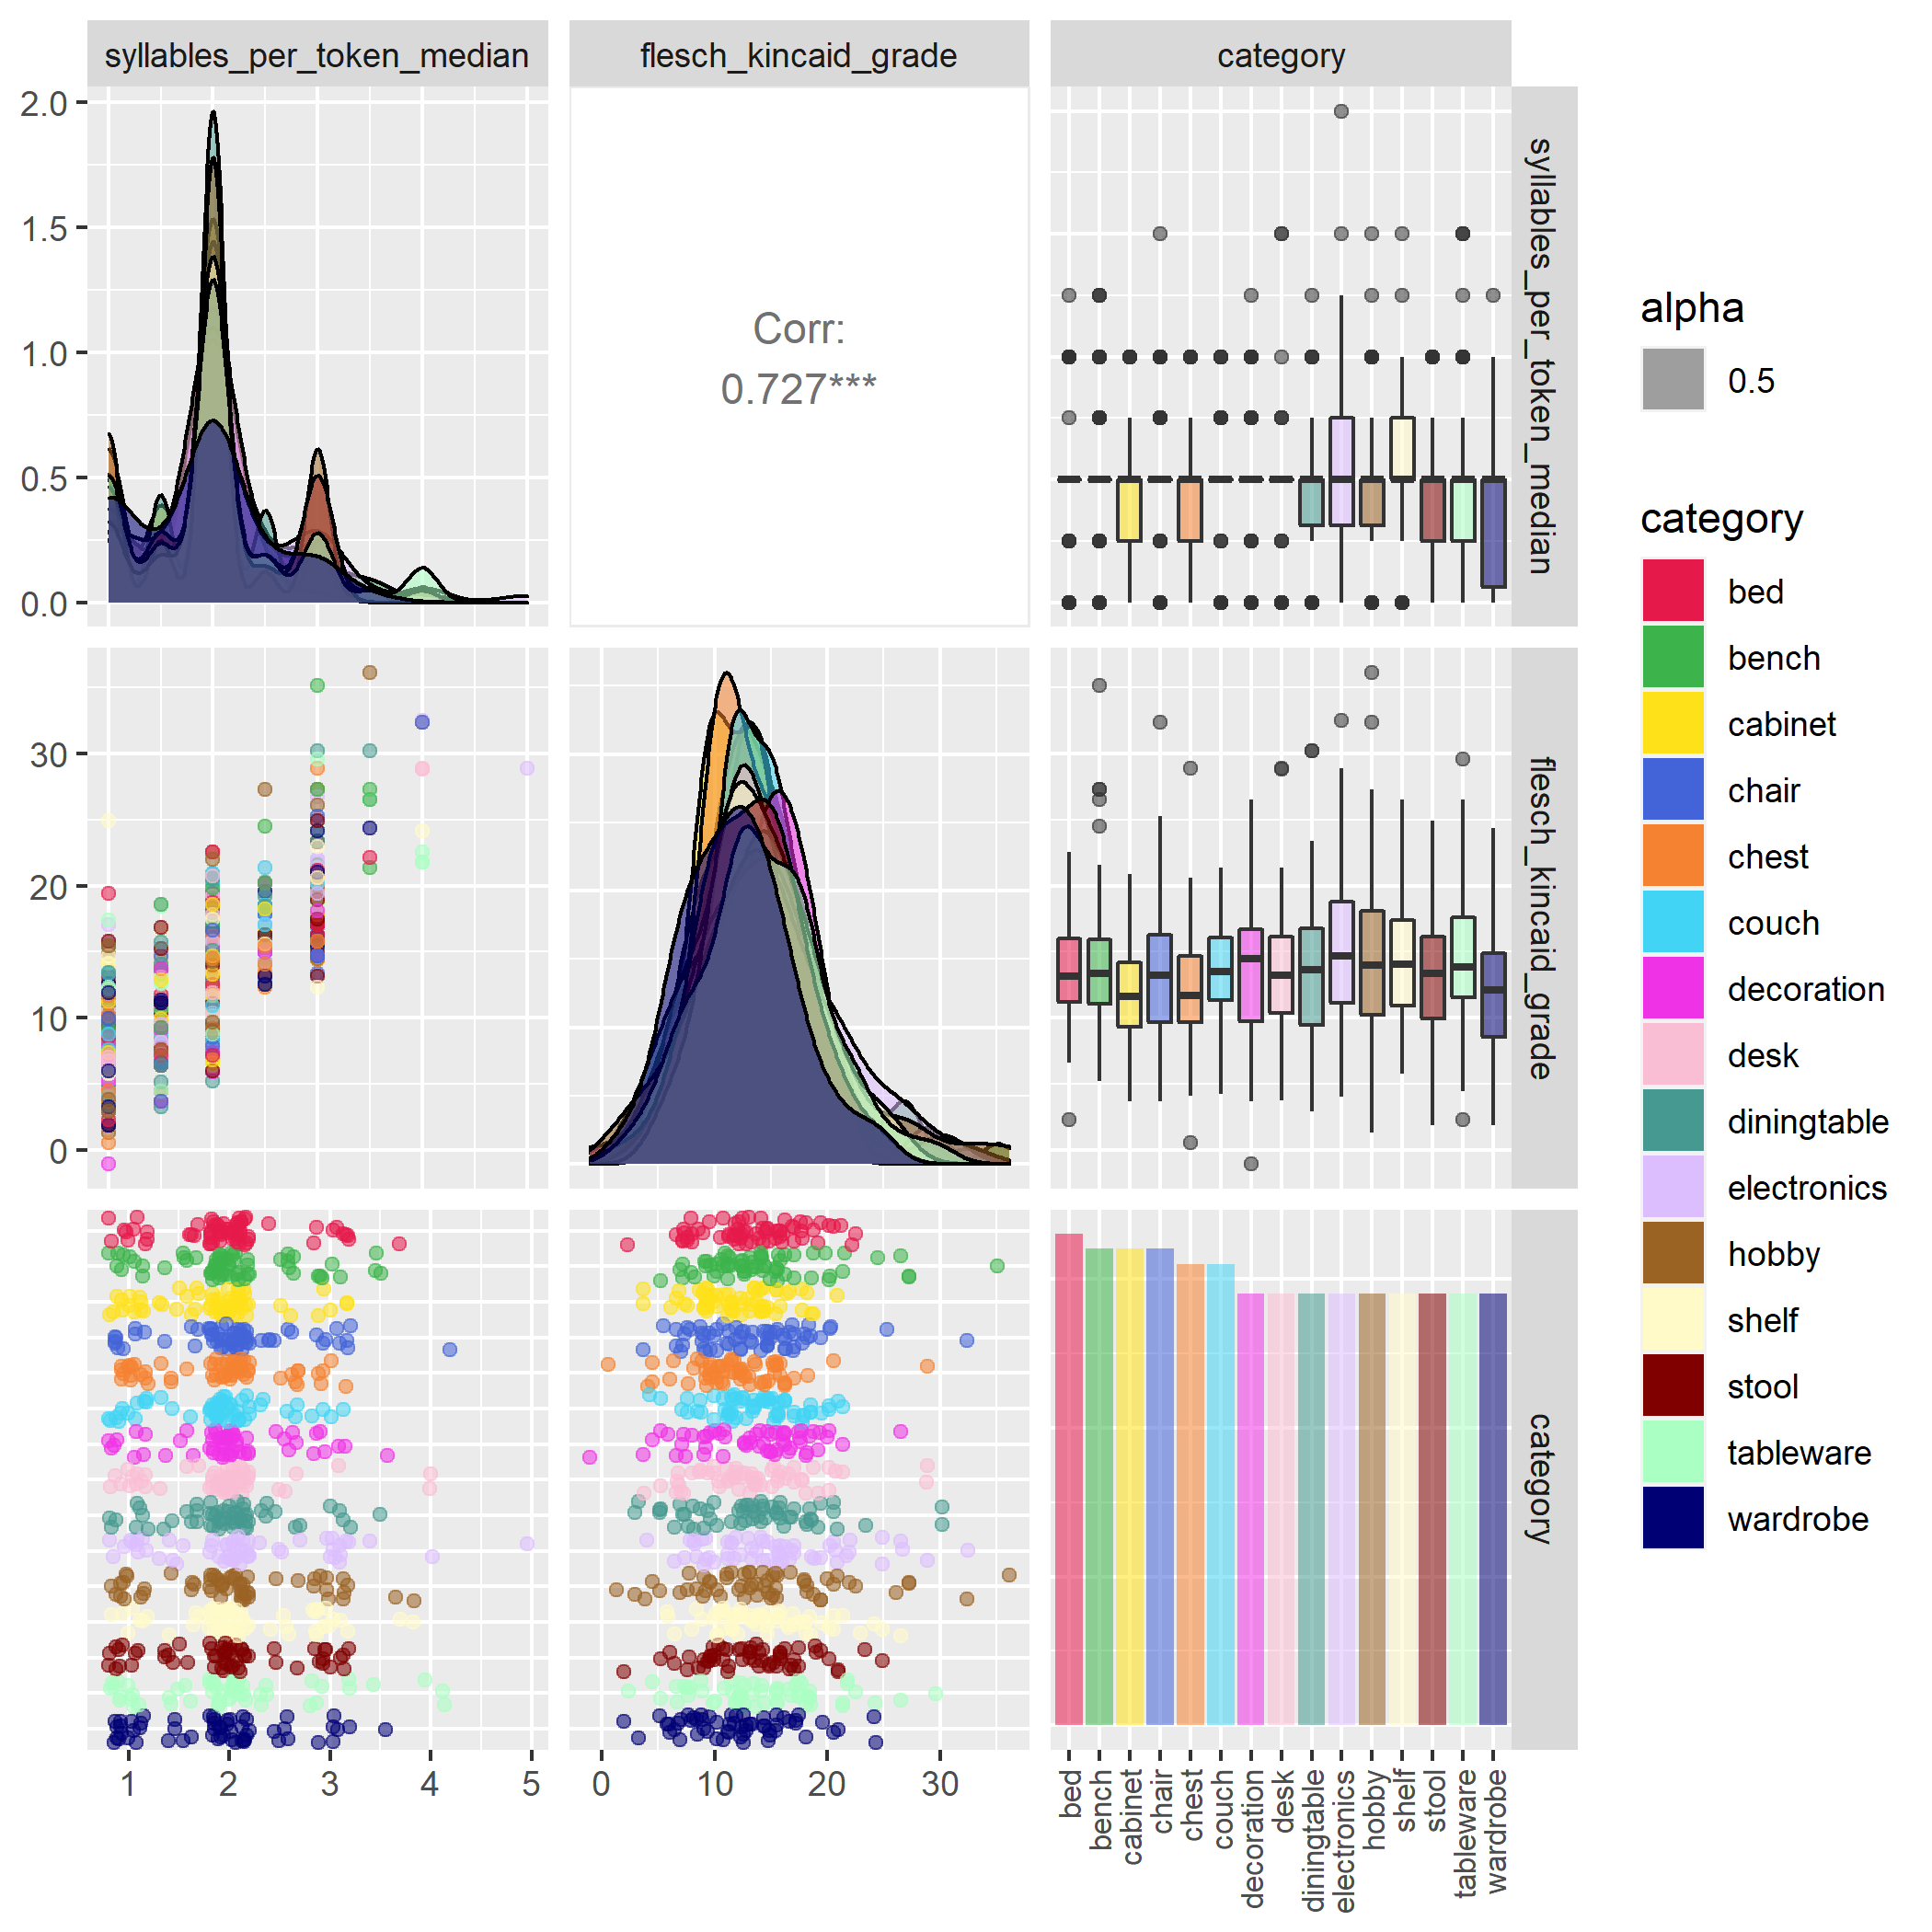 syllables_per_token_median
flesch_kincaid_grade
category
2.0
1.5
1.0
0.5
0.0
Corr:
0.727***
syllables_per_token_median
30
20
10
0
flesch_kincaid_grade
category
1 2 3 4 5
0 10 20 30
bed
bench
cabinet
chair
chest
couch
decoration
desk
diningtable
electronics
hobby
shelf
stool
tableware
wardrobe
alpha
0.5
category
bed
bench
cabinet
chair
chest
couch
decoration
desk
diningtable
electronics
hobby
shelf
stool
tableware
wardrobe